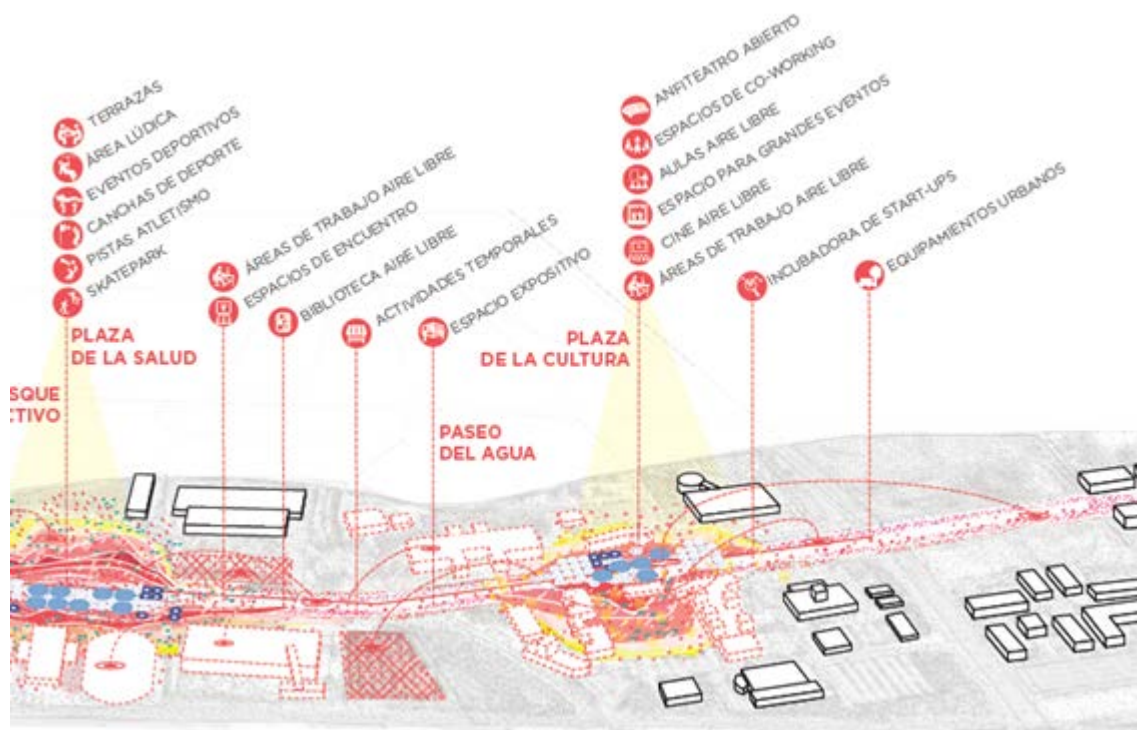 TERRAZAS
ÁREA LÚDICA
EVENTOS DEPORTIVOS
CANCHAS DE DEPORTE
PISTAS ATLETISMO
SKATEPARK
PLAZA
DE LA SALUD
SQUE
CTIVO
ÁREAS DE TRABAJO AIRE LIBRE
ESPACIOS DE ENCUENTRO
BIBLIOTECA AIRE LIBRE
ACTIVIDADES TEMPORALES
ESPACIO EXPOSITIVO
PASEO
DEL AGUA
ANFITEATRO ABIERTO
ESPACIOS DE CO-WORKING
AULAS AIRE LIBRE
ESPACIO PARA GRANDES EVENTOS
CINE AIRE LIBRE
ÁREAS DE TRABAJO AIRE LIBRE
PLAZA
DE LA CULTURA
INCUBADORA DE START-UPS
EQUIPAMIENTOS URBANOS